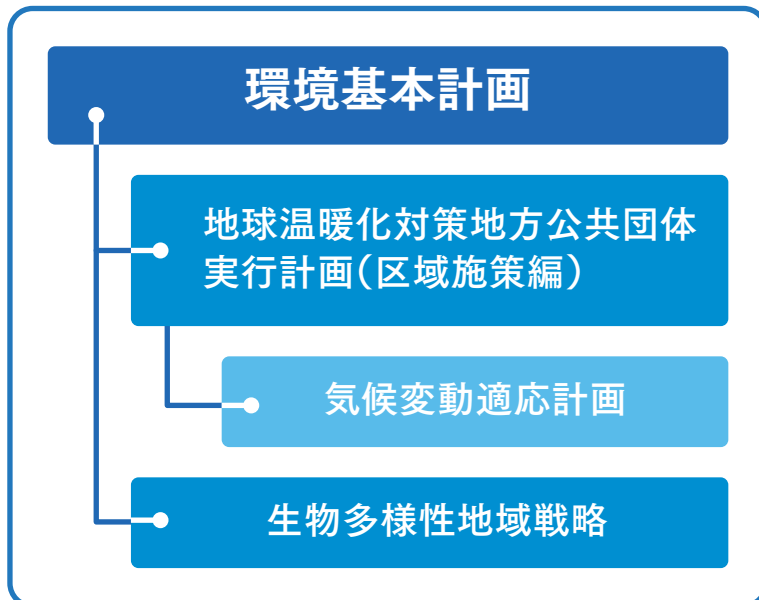 環境基本計画
地球温暖化対策地方公共団体
実行計画（区域施策編）
気候変動適応計画
生物多様性地域戦略